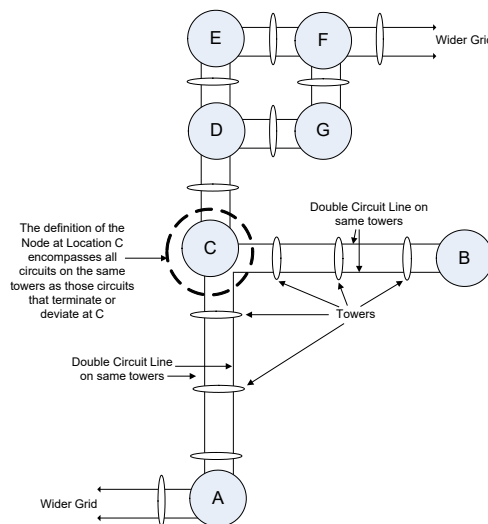 E
F
Wider Grid
D
G
The definition of the
Node at Location C
encompasses all
circuits on the same
towers as those circuits
that terminate or
deviate at C
C
Double Circuit Line on
same towers
B
Towers
Double Circuit Line
on same towers
A
Wider Grid